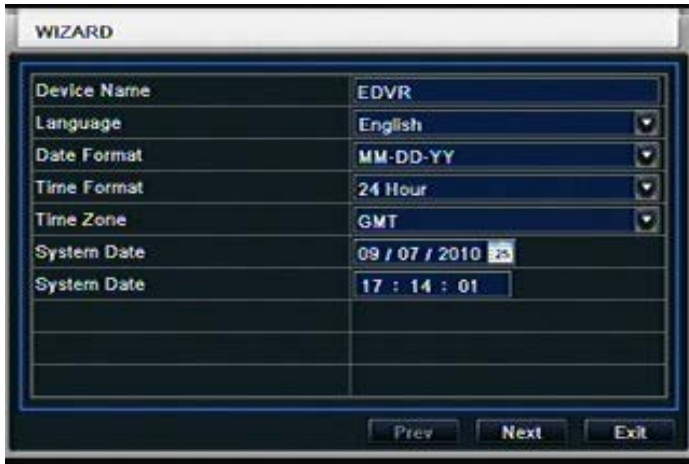 WIZARD
Device Name EDVR
Language English
Date Format MM-DD-YY
Time Format 24 Hour
Time Zone GMT
System Date 09 / 07 / 2010 25
System Date 17 : 14 : 01
Prev Next Exit